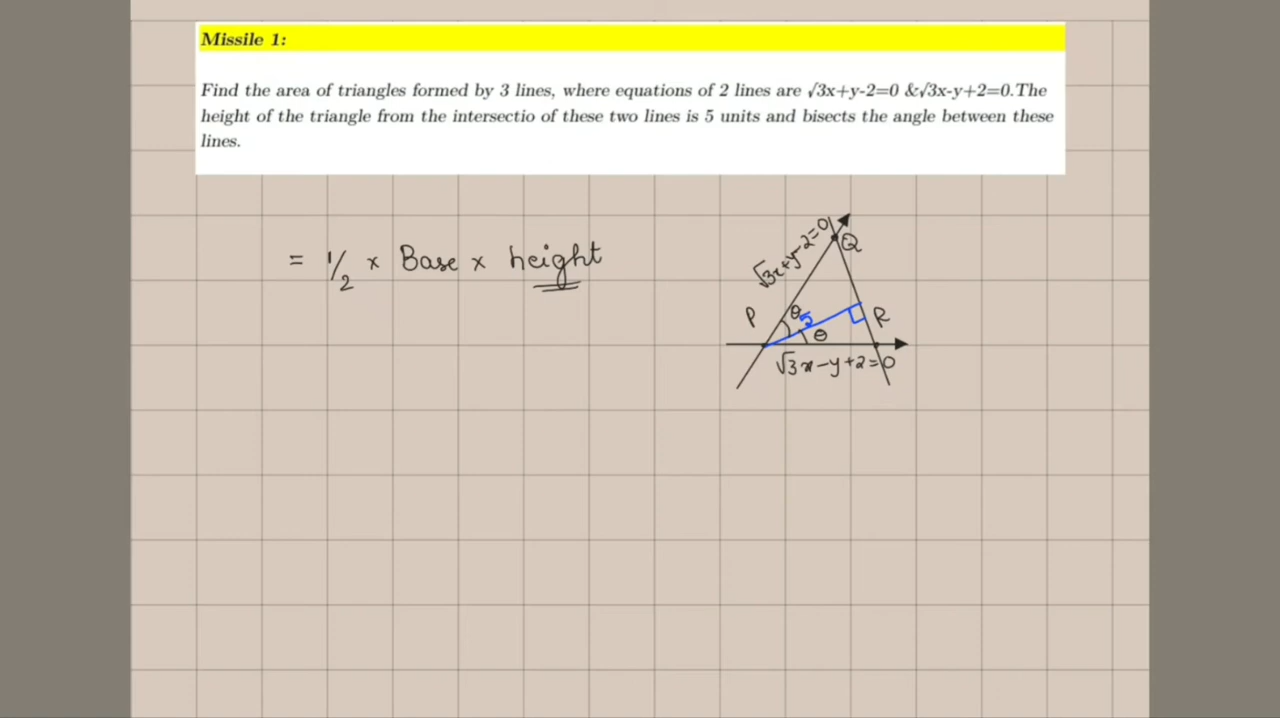 Missile 1:
Find the area of triangles formed by 3 lines, where equations of 2 lines are √3x+y-2=0 &√3x-y+2=0.The
height of the triangle from the intersectio of these two lines is 5 units and bisects the angle between these
lines.
= 1/2 × Base × height
√3x+y-2=0
Q
P
θ
5
R
θ
√3x-y+2=0